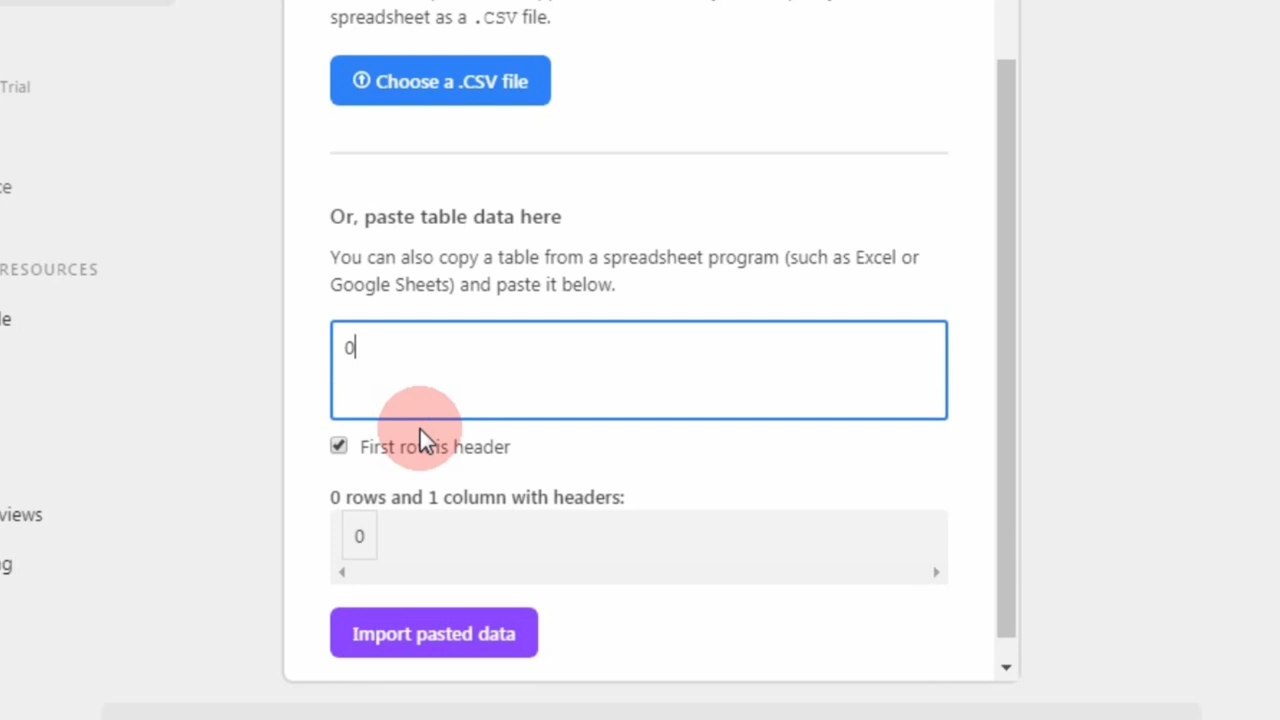 spreadsheet as a .CSV file.
Trial
Choose a .CSV file
Or, paste table data here
RESOURCES
You can also copy a table from a spreadsheet program (such as Excel or
Google Sheets) and paste it below.
0
First row is header
0 rows and 1 column with headers:
0
Import pasted data